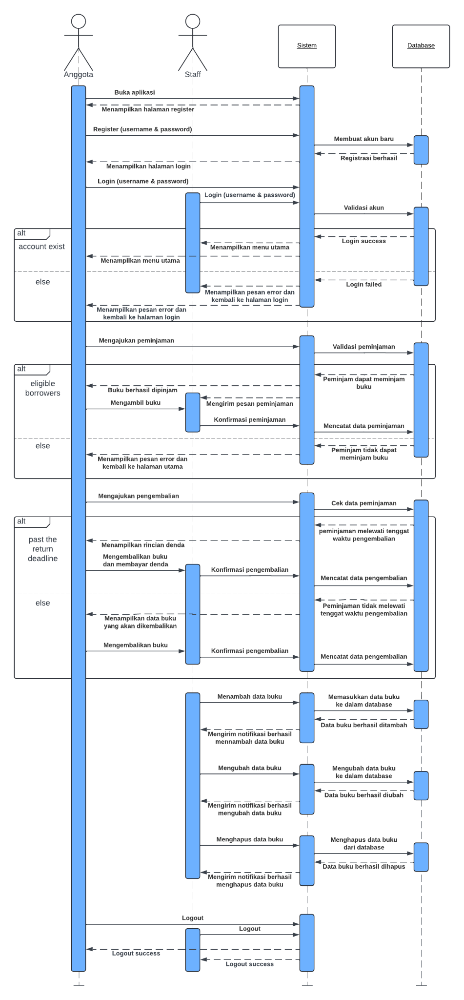 Anggota
Staff
Sistem
Database
Buka aplikasi
Menampilkan halaman register
Register (username & password)
Membuat akun baru
Registrasi berhasil
Menampilkan halaman login
Login (username & password)
Login (username & password)
Validasi akun
alt
account exist
Login success
Menampilkan menu utama
Menampilkan menu utama
else
Login failed
Menampilkan pesan error dan
kembali ke halaman login
Menampilkan pesan error dan
kembali ke halaman login
Mengajukan peminjaman
Validasi peminjaman
alt
eligible
borrowers
Peminjam dapat meminjam
buku
Buku berhasil dipinjam
Mengirim pesan peminjaman
Mengambil buku
Konfirmasi peminjaman
Mencatat data peminjaman
else
Peminjam tidak dapat
meminjam buku
Menampilkan pesan error dan
kembali ke halaman utama
Mengajukan pengembalian
Cek data peminjaman
alt
past the
return
deadline
peminjaman melewati tenggat
waktu pengembalian
Menampilkan rincian denda
Mengembalikan buku
dan membayar denda
Konfirmasi pengembalian
Mencatat data pengembalian
else
Peminjaman tidak melewati
tenggat waktu pengembalian
Menampilkan data buku
yang akan dikembalikan
Mengembalikan buku
Konfirmasi pengembalian
Mencatat data pengembalian
Menambah data buku
Memasukkan data buku
ke dalam database
Data buku berhasil ditambah
Mengirim notifikasi berhasil
mennambah data buku
Mengubah data buku
Mengubah data buku
ke dalam database
Data buku berhasil diubah
Mengirim notifikasi berhasil
mengubah data buku
Menghapus data buku
Menghapus data buku
dari database
Data buku berhasil dihapus
Mengirim notifikasi berhasil
menghapus data buku
Logout
Logout
Logout success
Logout success